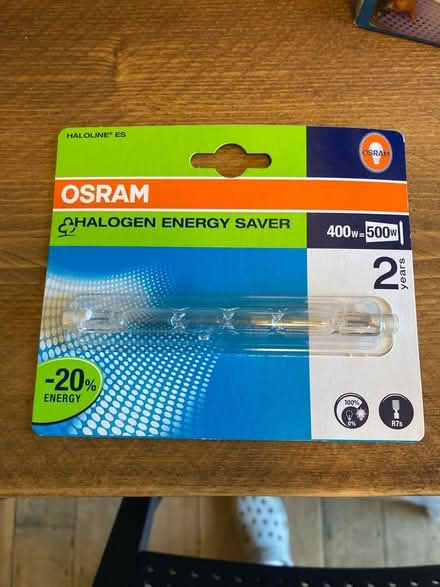 HALOLINE® ES
OSRAM
OSRAM
HALOGEN ENERGY SAVER
400W=500W
2 years
-20%
ENERGY
100%
0%
R7s